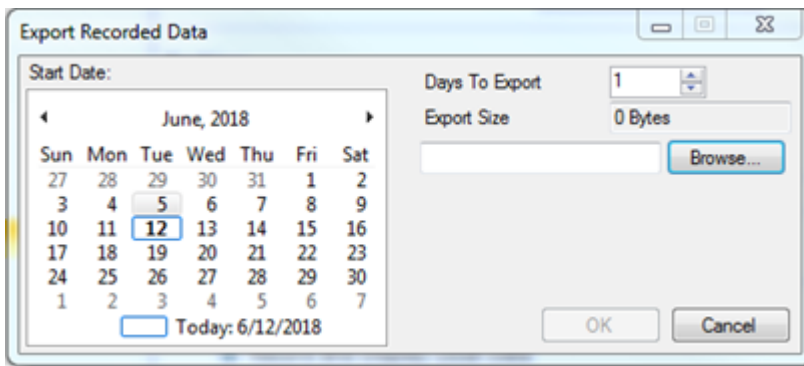 Export Recorded Data
Start Date:
June, 2018
Sun Mon Tue Wed Thu Fri Sat
27 28 29 30 31 1 2
3 4 5 6 7 8 9
10 11 12 13 14 15 16
17 18 19 20 21 22 23
24 25 26 27 28 29 30
1 2 3 4 5 6 7
Today: 6/12/2018
Days To Export 1
Export Size 0 Bytes
Browse...
OK Cancel